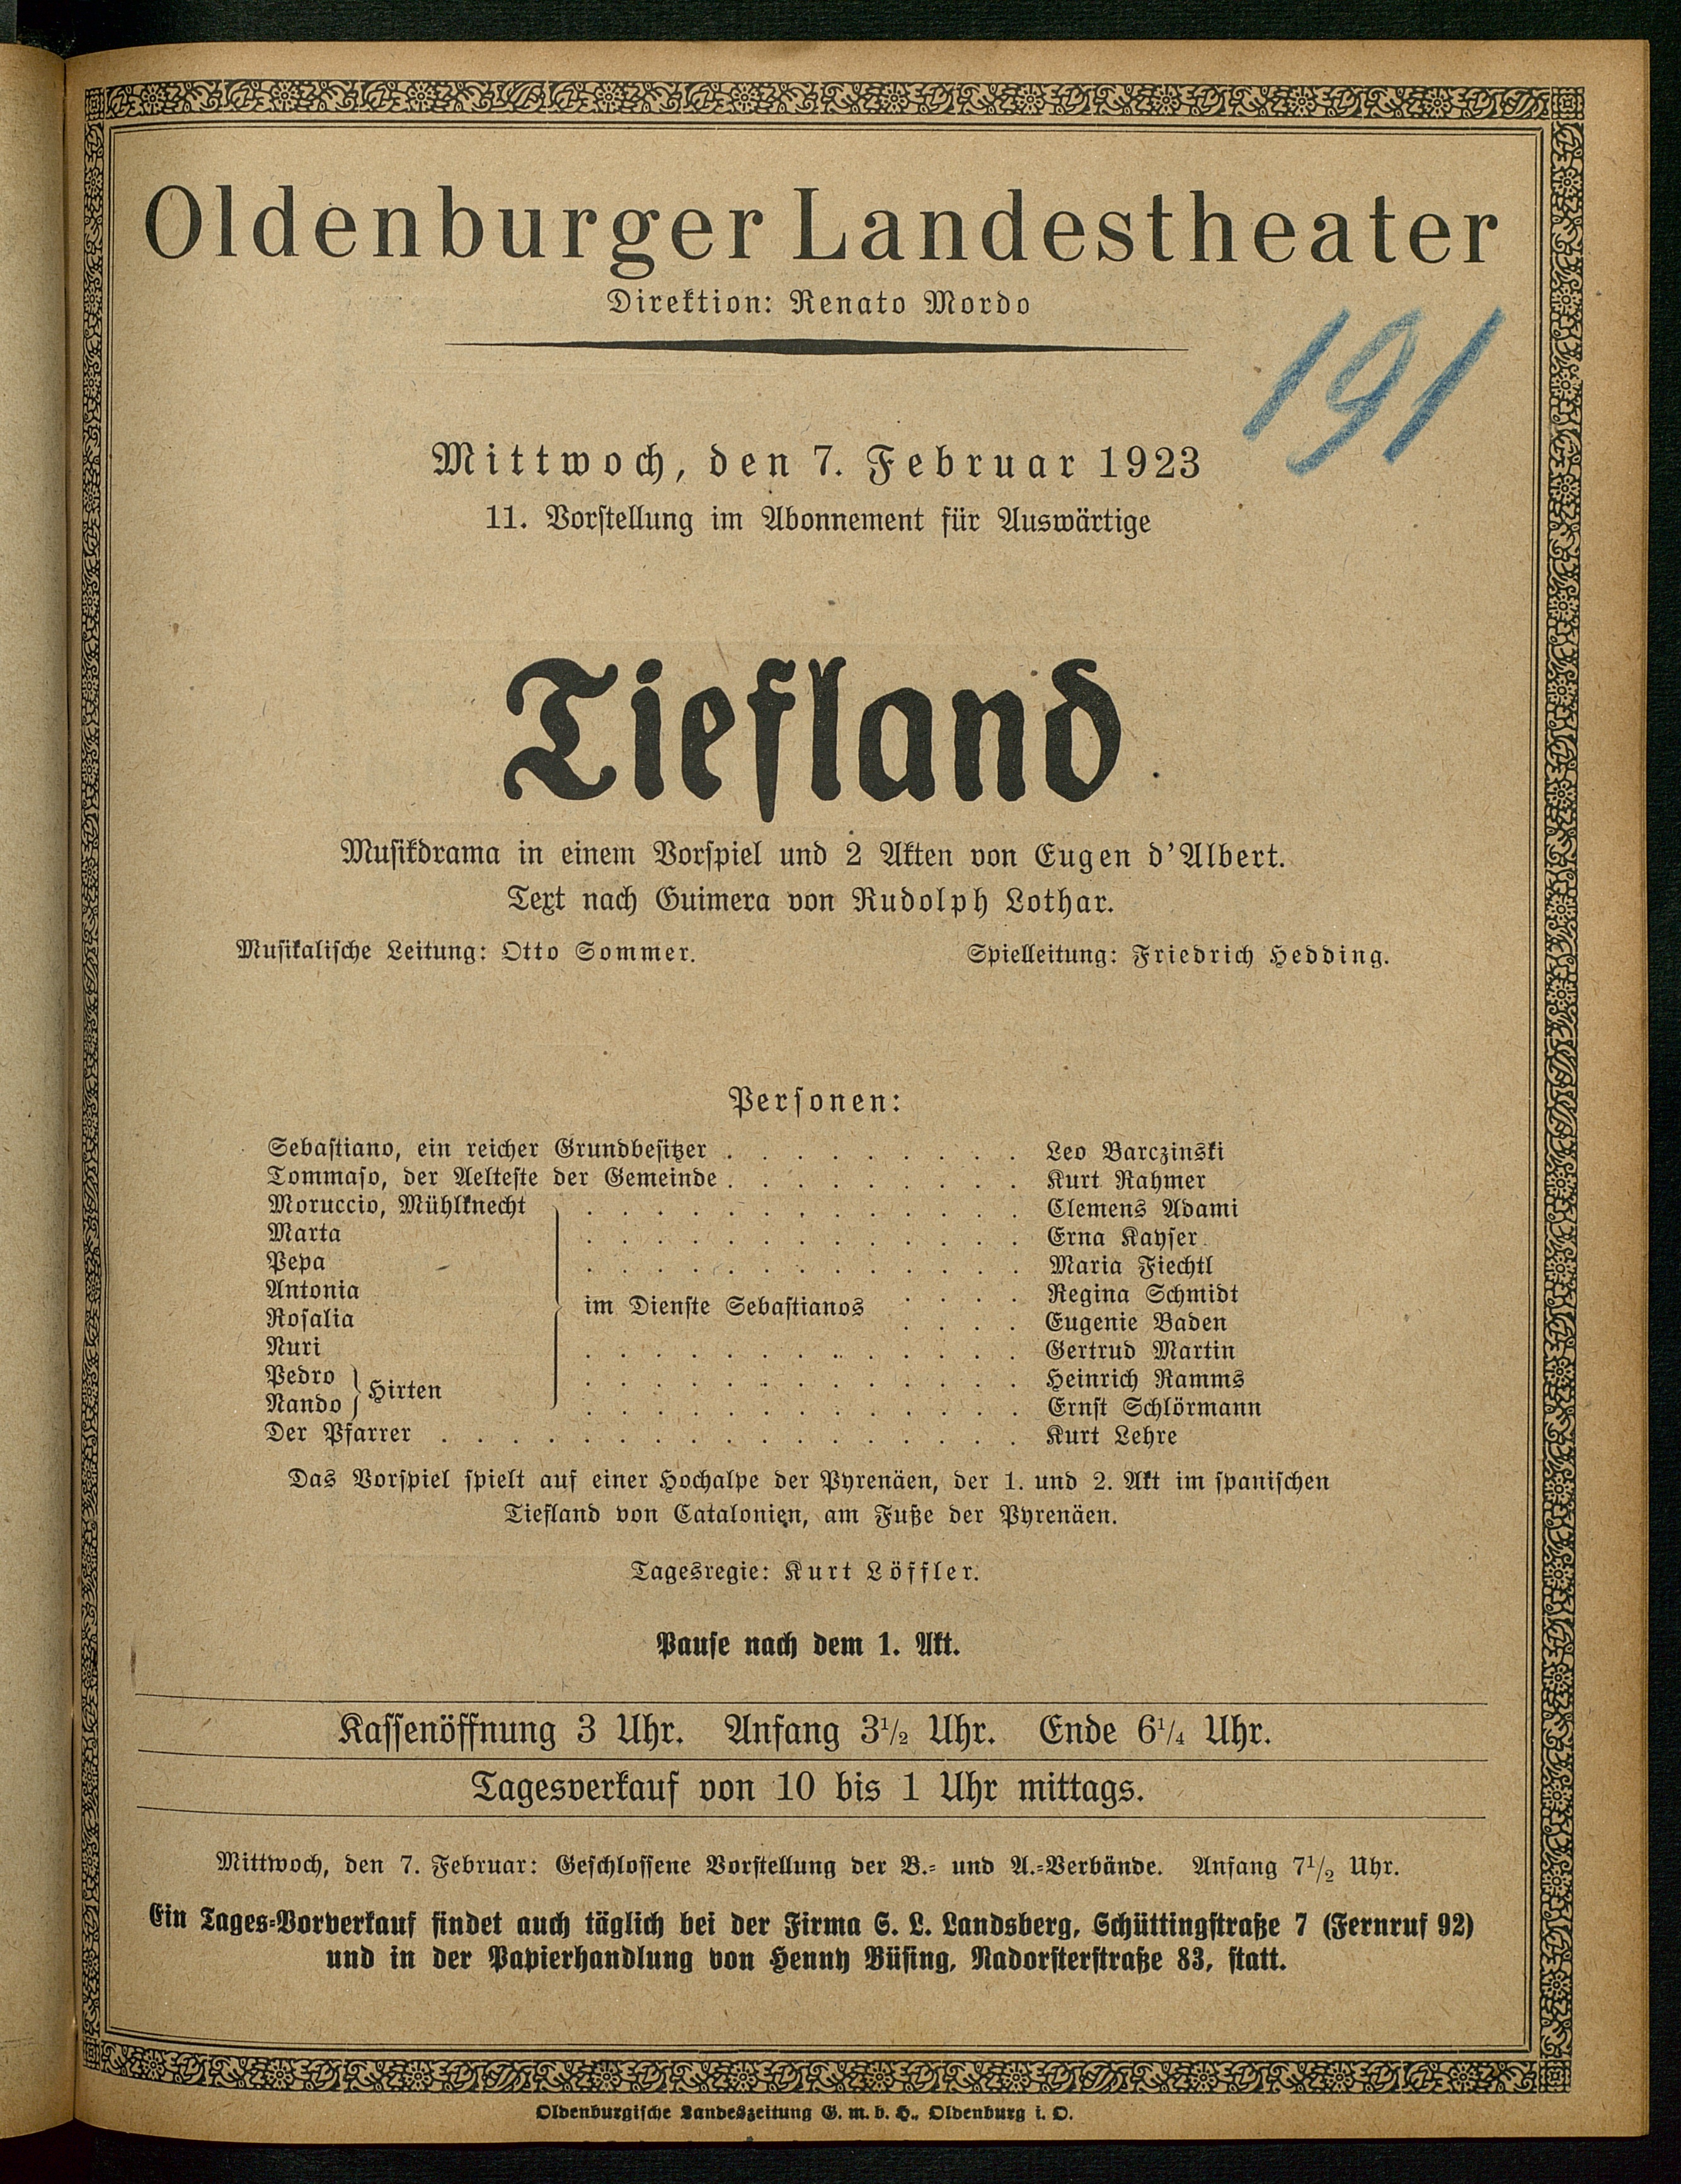 Oldenburger Landestheater
Direktion: Renato Mordo
191
Mittwoch, den 7. Februar 1923
11. Vorstellung im Abonnement für Auswärtige
Tiefland
Musikdrama in einem Vorspiel und 2 Akten von Eugen d'Albert.
Text nach Guimera von Rudolph Lothar.
Musikalische Leitung: Otto Sommer. Spielleitung: Friedrich Hedding.
Personen:
Sebastiano, ein reicher Grundbesitzer . . . . . . . . . Leo Barczinski
Tommaso, der Aelteste der Gemeinde . . . . . . . . . Kurt Rahmer
Moruccio, Mühlknecht . . . . . . . . . . . . . Clemens Adami
Marta . . . . . . . . . . . . . Erna Kayser
Pepa . . . . . . . . . . . . . Maria Fiechtl
Antonia . . . . Regina Schmidt
im Dienste Sebastianos
Rosalia . . . . Eugenie Baden
Nuri . . . . . . . . . . . . . Gertrud Martin
Pedro . . . . . . . . . . . . . Heinrich Ramms
Hirten
Nando . . . . . . . . . . . . . Ernst Schlörmann
Der Pfarrer . . . . . . . . . . . . . . . . . Kurt Lehre
Das Vorspiel spielt auf einer Hochalpe der Pyrenäen, der 1. und 2. Akt im spanischen
Tiefland von Catalonien, am Fuße der Pyrenäen.
Tagesregie: Kurt Löffler.
Pause nach dem 1. Akt.
Kassenöffnung 3 Uhr. Anfang 3 1/2 Uhr. Ende 6 1/4 Uhr.
Tagesverkauf von 10 bis 1 Uhr mittags.
Mittwoch, den 7. Februar: Geschlossene Vorstellung der B.- und A.-Verbände. Anfang 7 1/2 Uhr.
Ein Tages-Vorverkauf findet auch täglich bei der Firma S. L. Landsberg, Schüttingstraße 7 (Fernruf 92)
und in der Papierhandlung von Henny Büsing, Nadorsterstraße 83, statt.
Oldenburgische Landeszeitung G. m. b. H., Oldenburg i. O.